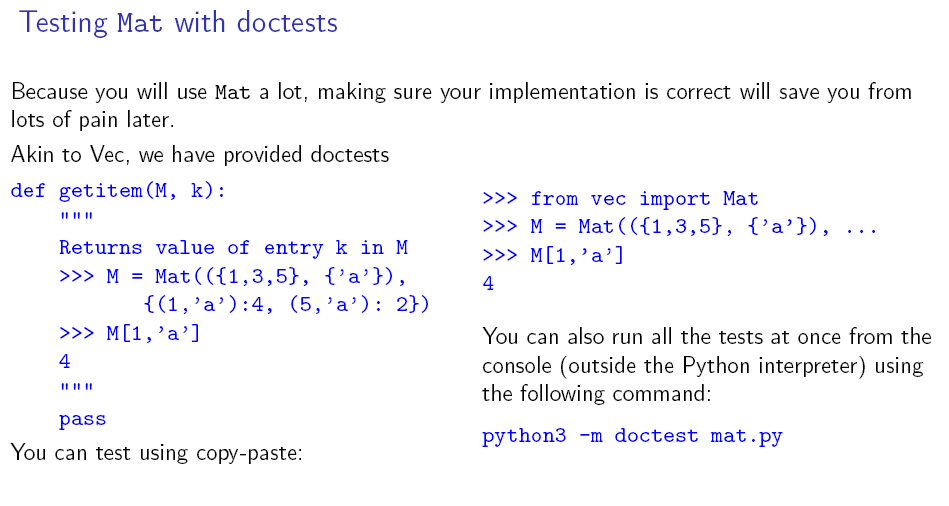 Testing Mat with doctests
Because you will use Mat a lot, making sure your implementation is correct will save you from
lots of pain later.
Akin to Vec, we have provided doctests
def getitem(M, k):
    """
    Returns value of entry k in M
    >>> M = Mat(({1,3,5}, {’a’}),
           {(1,’a’):4, (5,’a’): 2})
    >>> M[1,’a’]
    4
    """
    pass
You can test using copy-paste:
>>> from vec import Mat
>>> M = Mat(({1,3,5}, {’a’}), ...
>>> M[1,’a’]
4
You can also run all the tests at once from the
console (outside the Python interpreter) using
the following command:
python3 -m doctest mat.py